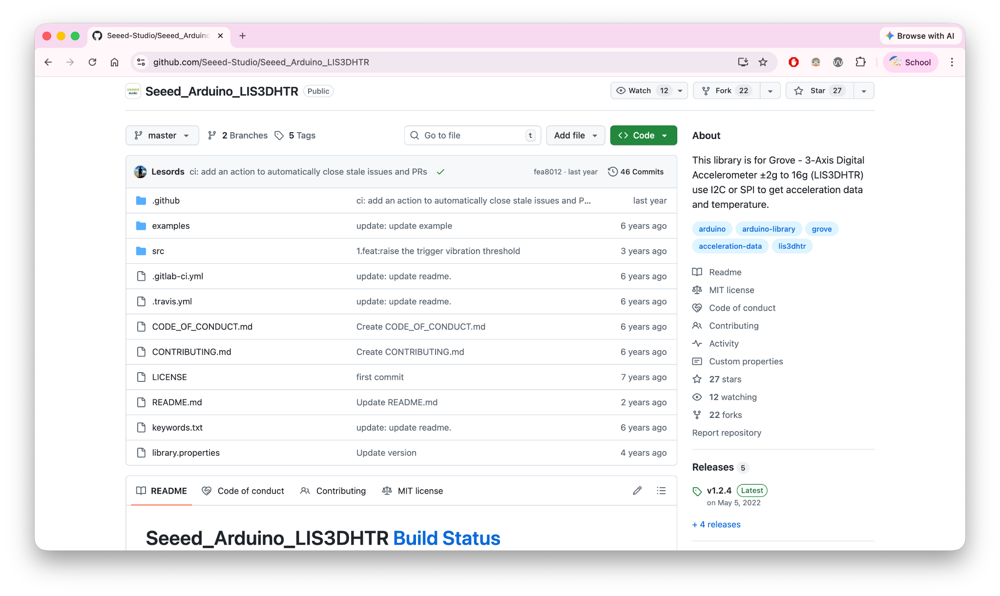 Seeed-Studio/Seeed_Arduino
Browse with AI
github.com/Seeed-Studio/Seeed_Arduino_LIS3DHTR
School
seeed studio
Seeed_Arduino_LIS3DHTR Public
Watch 12 Fork 22 Star 27
master 2 Branches 5 Tags Go to file t Add file Code
Lesords ci: add an action to automatically close stale issues and PRs fea8012 · last year 46 Commits
.github ci: add an action to automatically close stale issues and P... last year
examples update: update example 6 years ago
src 1.feat:raise the trigger vibration threshold 3 years ago
.gitlab-ci.yml update: update readme. 6 years ago
.travis.yml update: update readme. 6 years ago
CODE_OF_CONDUCT.md Create CODE_OF_CONDUCT.md 6 years ago
CONTRIBUTING.md Create CONTRIBUTING.md 6 years ago
LICENSE first commit 7 years ago
README.md Update README.md 2 years ago
keywords.txt update: update readme. 6 years ago
library.properties Update version 4 years ago
README Code of conduct Contributing MIT license
Seeed_Arduino_LIS3DHTR Build Status
About
This library is for Grove - 3-Axis Digital
Accelerometer ±2g to 16g (LIS3DHTR)
use I2C or SPI to get acceleration data
and temperature.
arduino arduino-library grove
acceleration-data lis3dhtr
Readme
MIT license
Code of conduct
Contributing
Activity
Custom properties
27 stars
12 watching
22 forks
Report repository
Releases 5
v1.2.4 Latest
on May 5, 2022
+ 4 releases